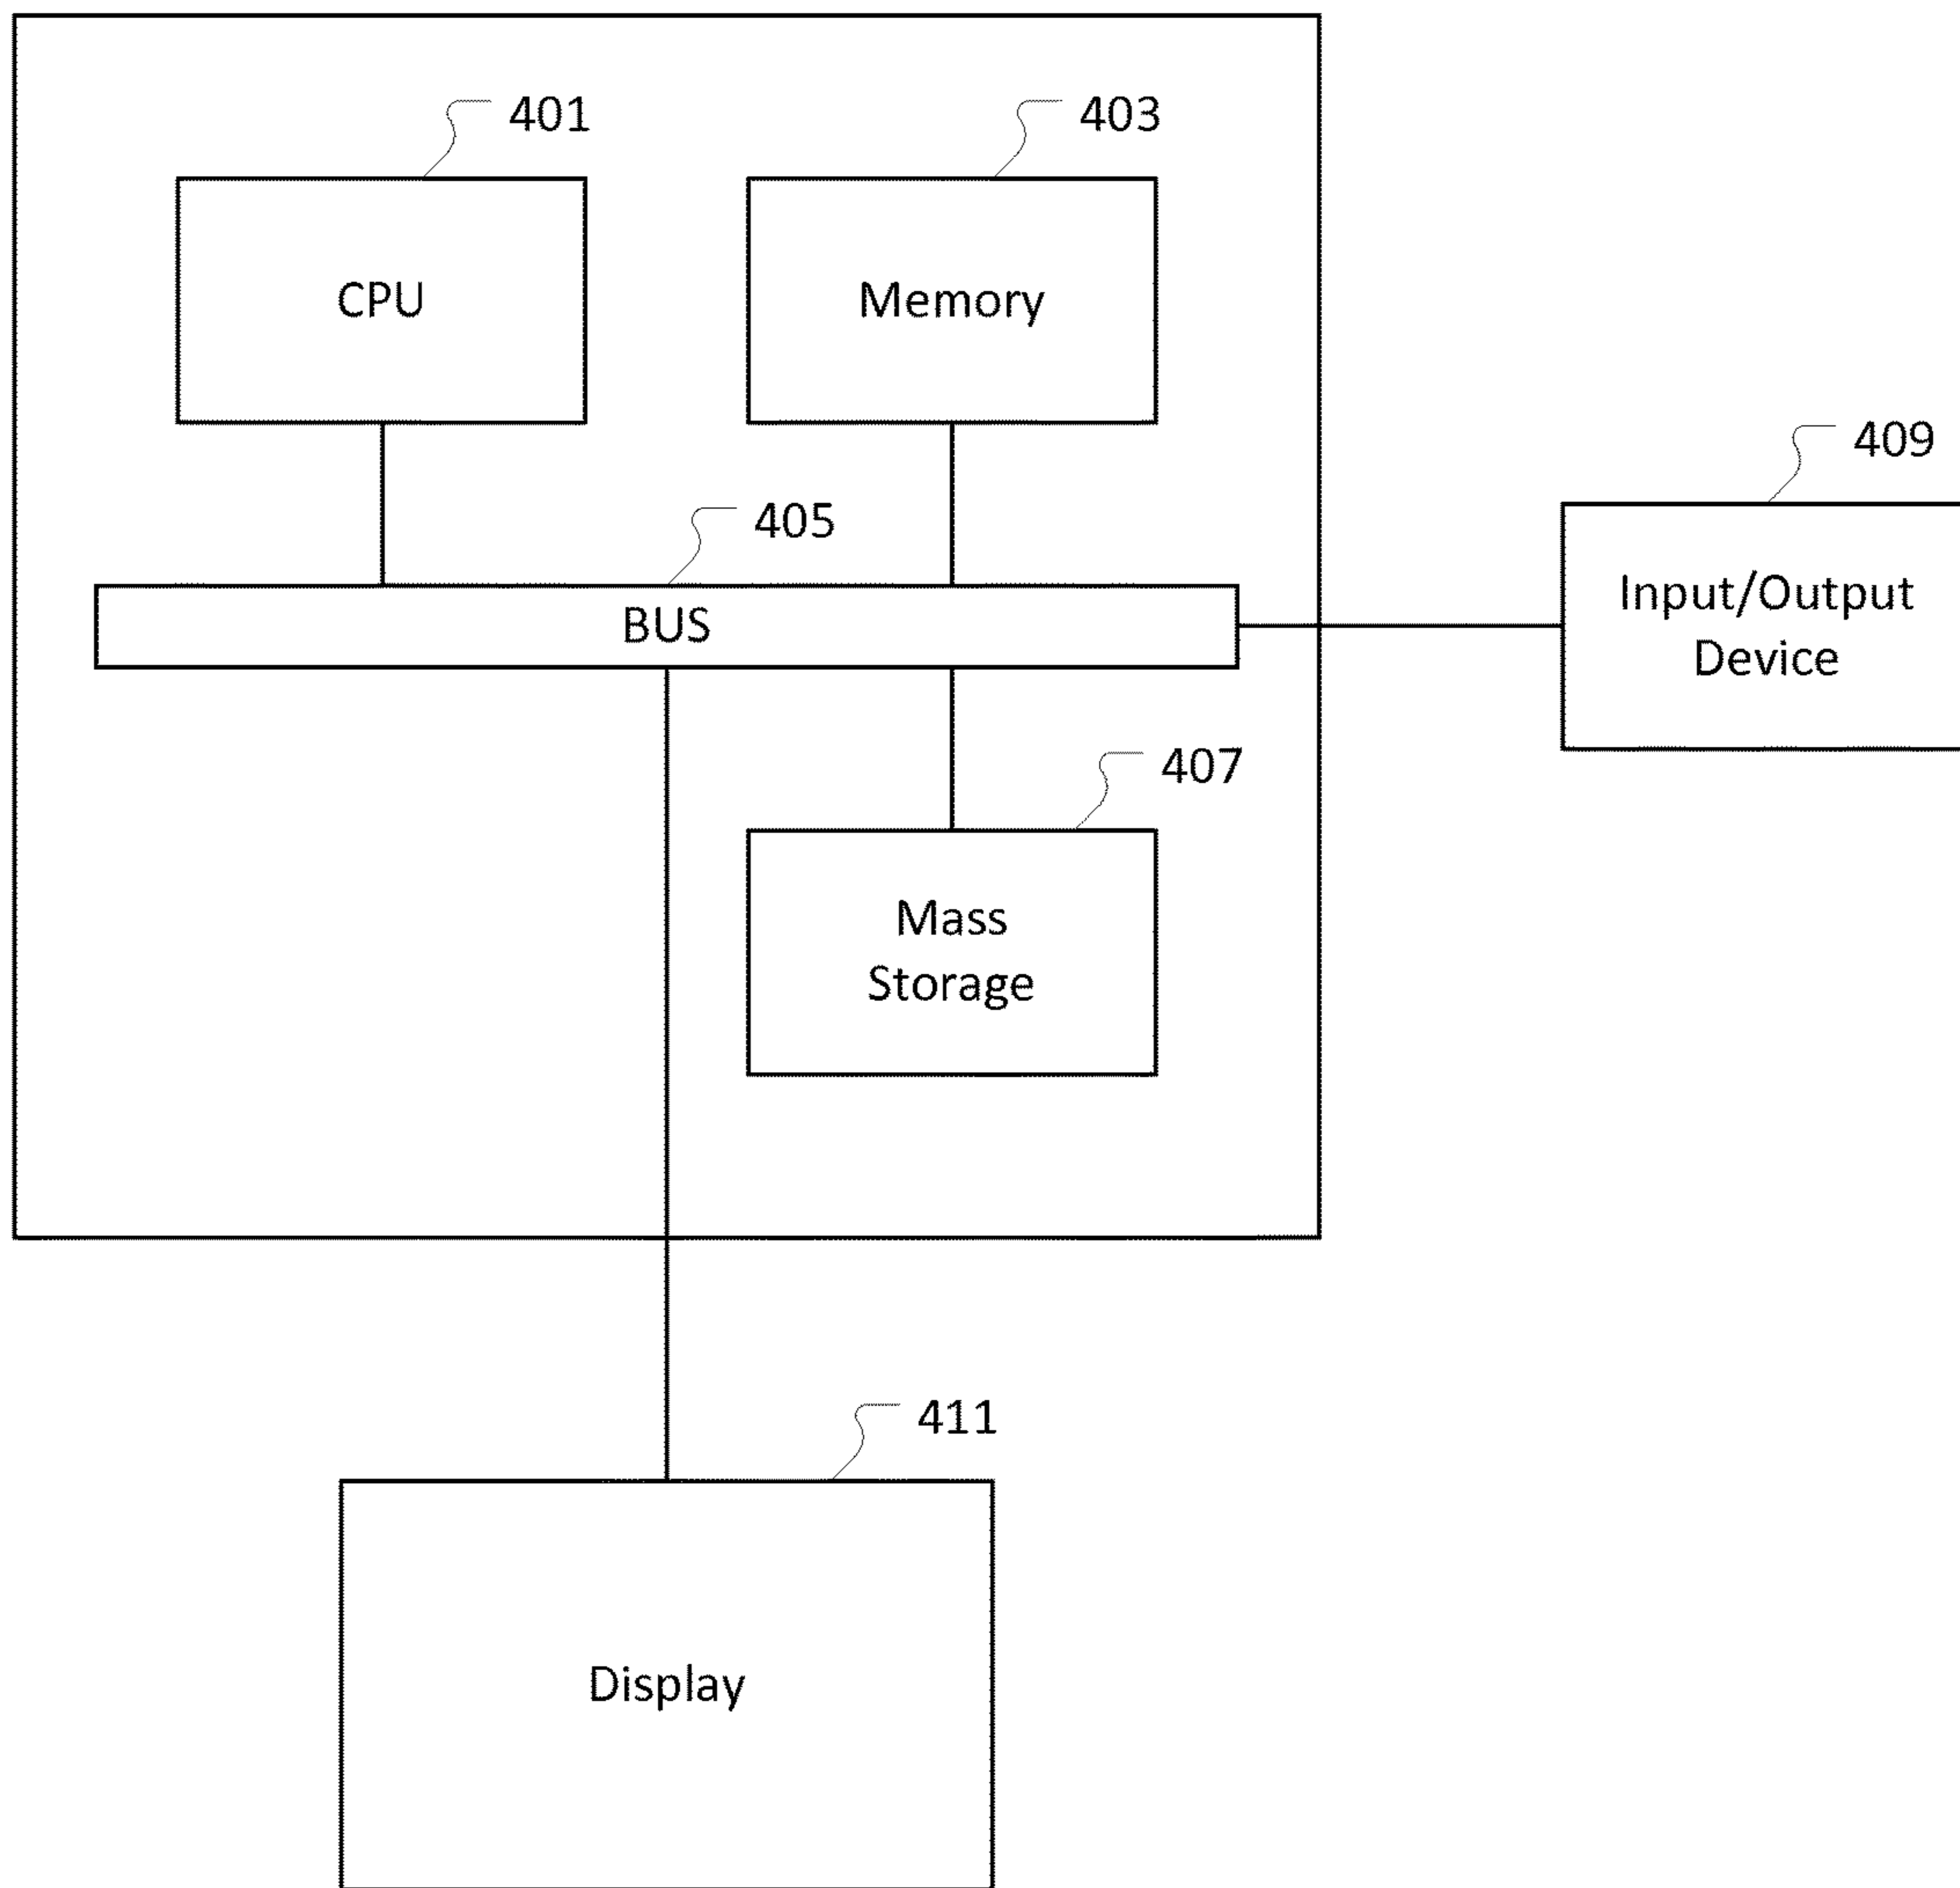 401
403
CPU
Memory
409
405
Input/Output
Device
BUS
407
Mass
Storage
411
Display